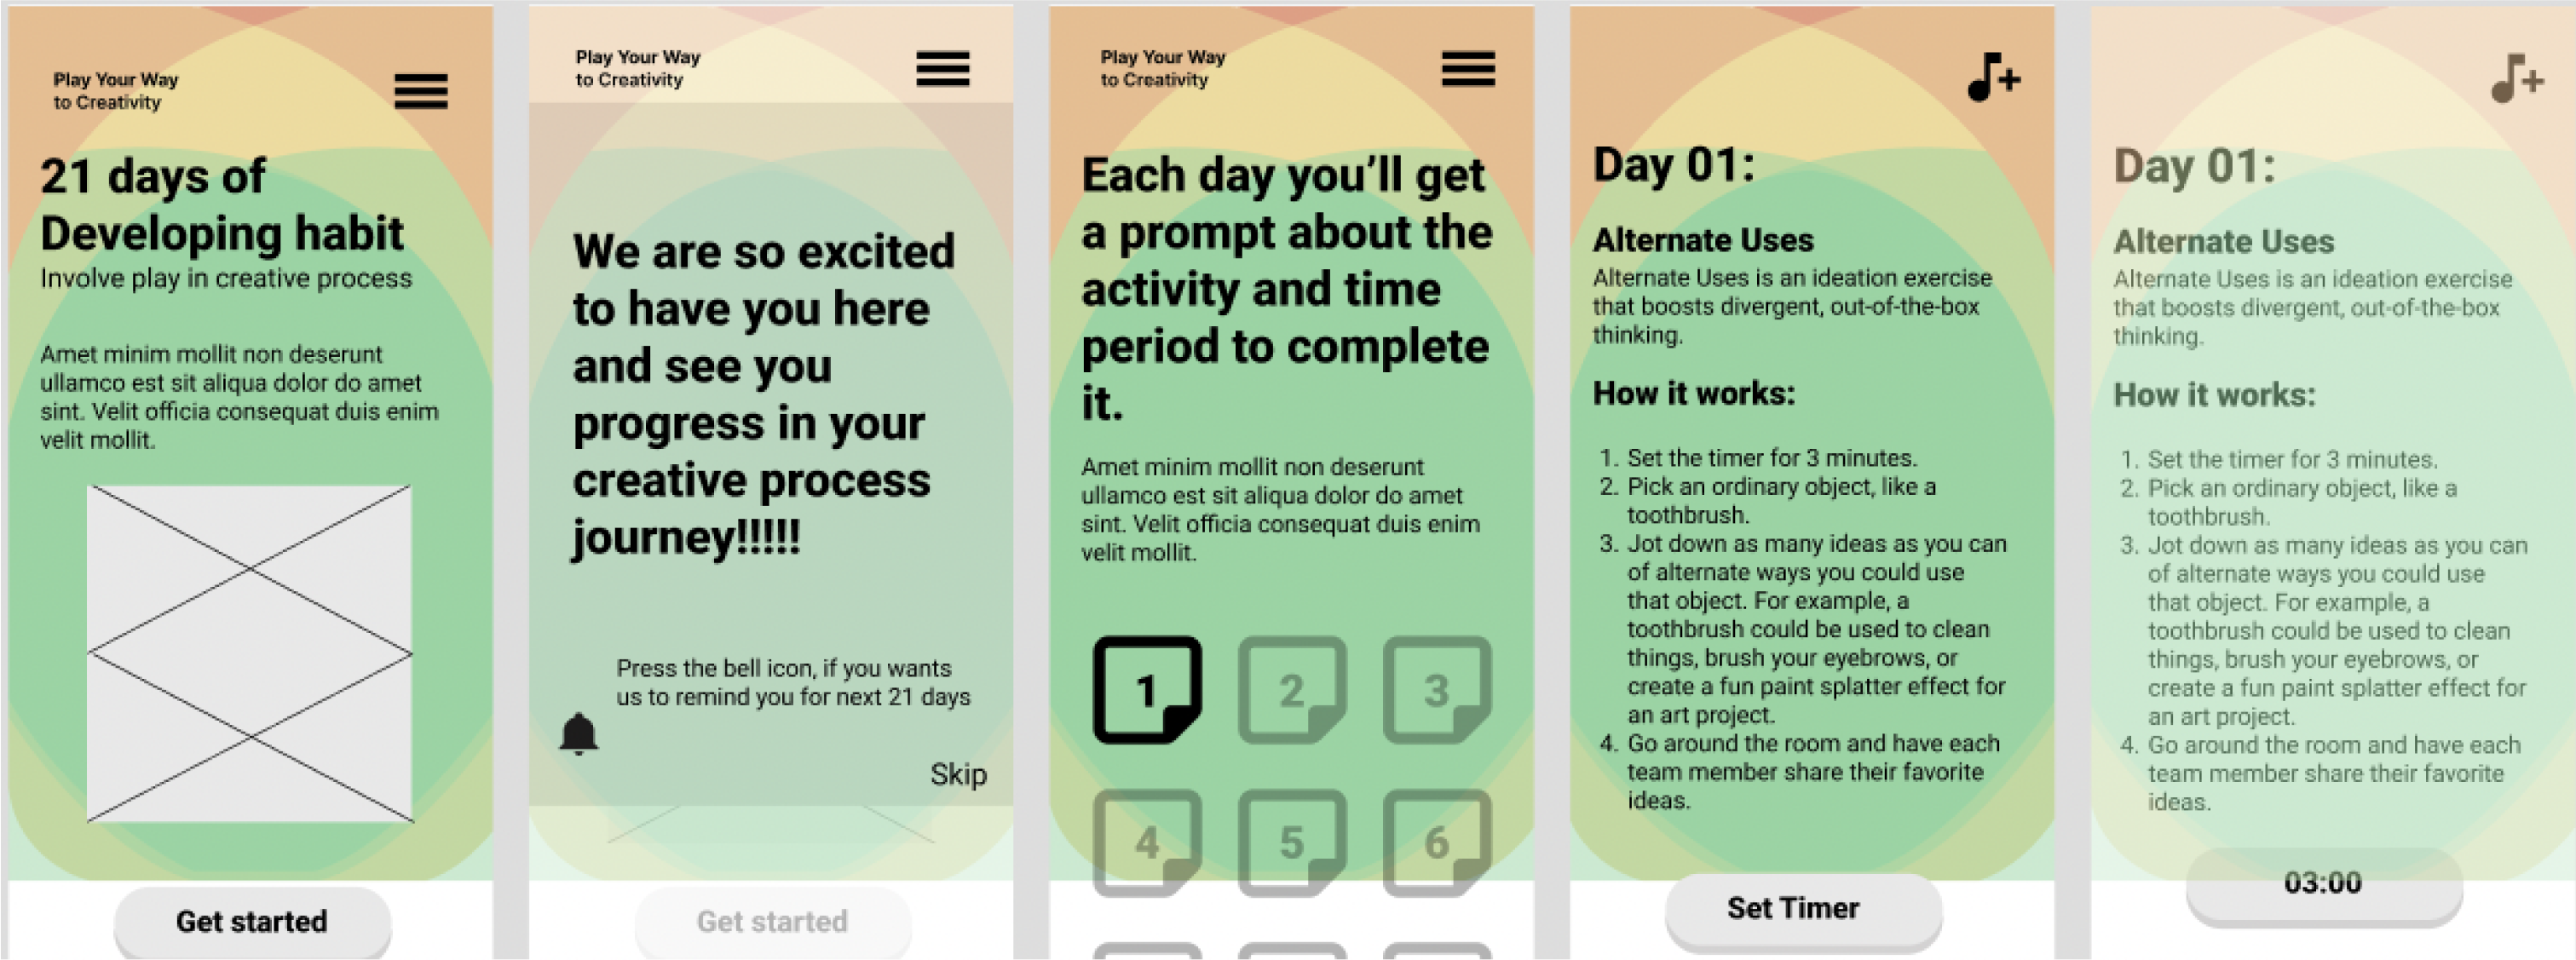 Play Your Way
to Creativity
21 days of
Developing habit
Involve play in creative process
Amet minim mollit non deserunt
ullamco est sit aliqua dolor do amet
sint. Velit officia consequat duis enim
velit mollit.
Get started
Play Your Way
to Creativity
We are so excited
to have you here
and see you
progress in your
creative process
journey!!!!!
Press the bell icon, if you wants
us to remind you for next 21 days
Skip
Get started
Play Your Way
to Creativity
Each day you’ll get
a prompt about the
activity and time
period to complete
it.
Amet minim mollit non deserunt
ullamco est sit aliqua dolor do amet
sint. Velit officia consequat duis enim
velit mollit.
1 2 3
4 5 6
Day 01:
Alternate Uses
Alternate Uses is an ideation exercise
that boosts divergent, out-of-the-box
thinking.
How it works:
1. Set the timer for 3 minutes.
2. Pick an ordinary object, like a
toothbrush.
3. Jot down as many ideas as you can
of alternate ways you could use
that object. For example, a
toothbrush could be used to clean
things, brush your eyebrows, or
create a fun paint splatter effect for
an art project.
4. Go around the room and have each
team member share their favorite
ideas.
Set Timer
Day 01:
Alternate Uses
Alternate Uses is an ideation exercise
that boosts divergent, out-of-the-box
thinking.
How it works:
1. Set the timer for 3 minutes.
2. Pick an ordinary object, like a
toothbrush.
3. Jot down as many ideas as you can
of alternate ways you could use
that object. For example, a
toothbrush could be used to clean
things, brush your eyebrows, or
create a fun paint splatter effect for
an art project.
4. Go around the room and have each
team member share their favorite
ideas.
03:00